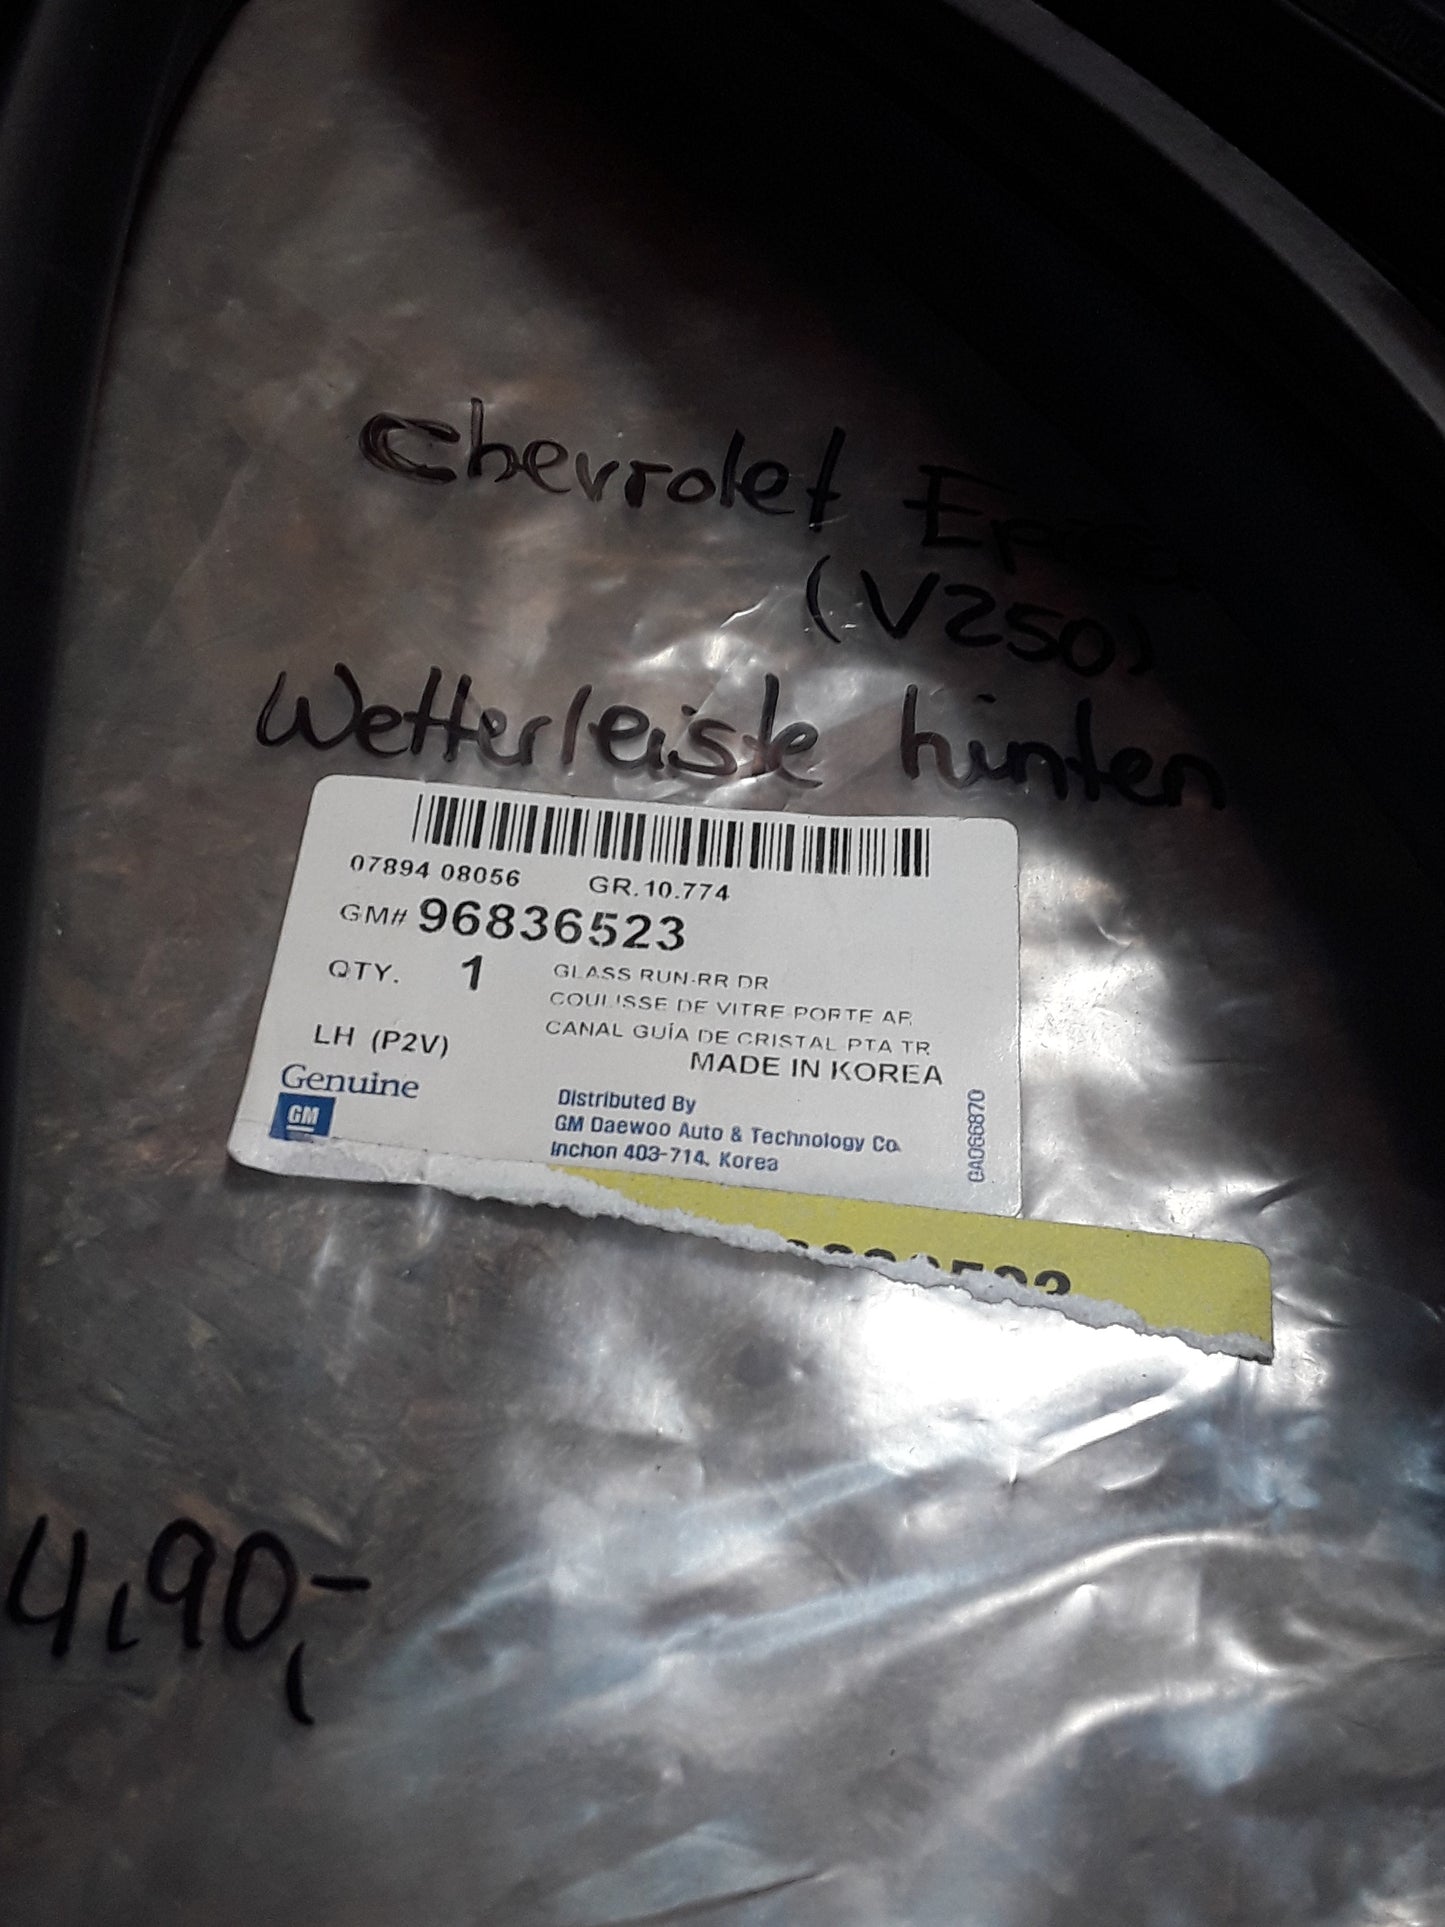 Chevrolet Epica
(V250)
Wetterleiste hinten
07894 08056 GR.10.774
GM# 96836523
QTY. 1 GLASS RUN-RR DR
COULISSE DE VITRE PORTE AR
CANAL GUÍA DE CRISTAL PTA TR
LH (P2V) MADE IN KOREA
Genuine
GM
Distributed By
GM Daewoo Auto & Technology Co.
Inchon 403-714, Korea
4,90,-